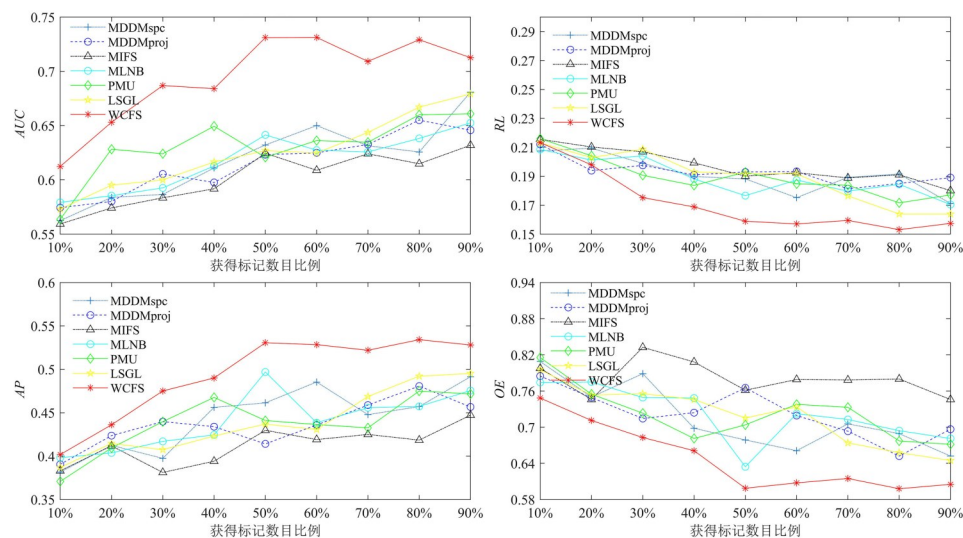 0.75
0.7
0.65
0.6
0.55
AUC
MDDMspc
MDDMproj
MIFS
MLNB
PMU
LSGL
WCFS
10% 20% 30% 40% 50% 60% 70% 80% 90%
获得标记数目比例
0.29
0.27
0.25
0.23
0.21
0.19
0.17
0.15
RL
MDDMspc
MDDMproj
MIFS
MLNB
PMU
LSGL
WCFS
10% 20% 30% 40% 50% 60% 70% 80% 90%
获得标记数目比例
0.6
0.55
0.5
0.45
0.4
0.35
AP
MDDMspc
MDDMproj
MIFS
MLNB
PMU
LSGL
WCFS
10% 20% 30% 40% 50% 60% 70% 80% 90%
获得标记数目比例
0.94
0.88
0.82
0.76
0.7
0.64
0.58
OE
MDDMspc
MDDMproj
MIFS
MLNB
PMU
LSGL
WCFS
10% 20% 30% 40% 50% 60% 70% 80% 90%
获得标记数目比例